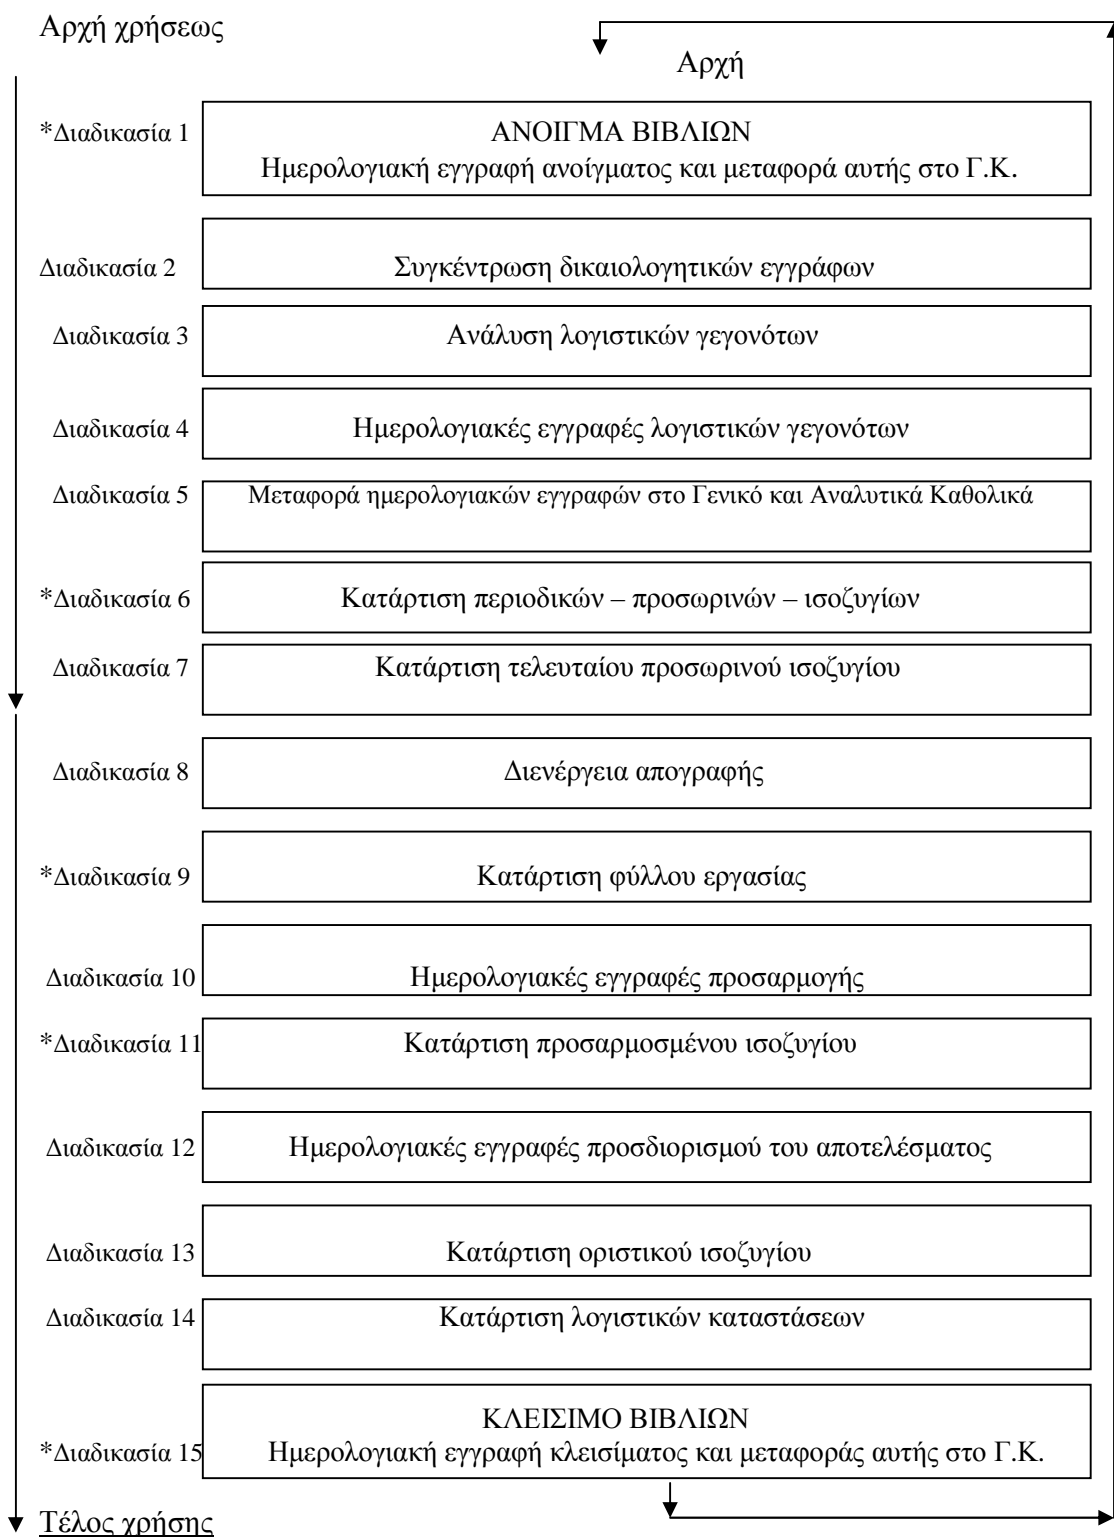 Αρχή χρήσεως
Αρχή
*Διαδικασία 1
ΑΝΟΙΓΜΑ ΒΙΒΛΙΩΝ
Ημερολογιακή εγγραφή ανοίγματος και μεταφορά αυτής στο Γ.Κ.
Διαδικασία 2 Συγκέντρωση δικαιολογητικών εγγράφων
Διαδικασία 3 Ανάλυση λογιστικών γεγονότων
Διαδικασία 4 Ημερολογιακές εγγραφές λογιστικών γεγονότων
Διαδικασία 5 Μεταφορά ημερολογιακών εγγραφών στο Γενικό και Αναλυτικά Καθολικά
*Διαδικασία 6 Κατάρτιση περιοδικών – προσωρινών – ισοζυγίων
Διαδικασία 7 Κατάρτιση τελευταίου προσωρινού ισοζυγίου
Διαδικασία 8 Διενέργεια απογραφής
*Διαδικασία 9 Κατάρτιση φύλλου εργασίας
Διαδικασία 10 Ημερολογιακές εγγραφές προσαρμογής
*Διαδικασία 11 Κατάρτιση προσαρμοσμένου ισοζυγίου
Διαδικασία 12 Ημερολογιακές εγγραφές προσδιορισμού του αποτελέσματος
Διαδικασία 13 Κατάρτιση οριστικού ισοζυγίου
Διαδικασία 14 Κατάρτιση λογιστικών καταστάσεων
ΚΛΕΙΣΙΜΟ ΒΙΒΛΙΩΝ
*Διαδικασία 15 Ημερολογιακή εγγραφή κλεισίματος και μεταφοράς αυτής στο Γ.Κ.
Τέλος χρήσης